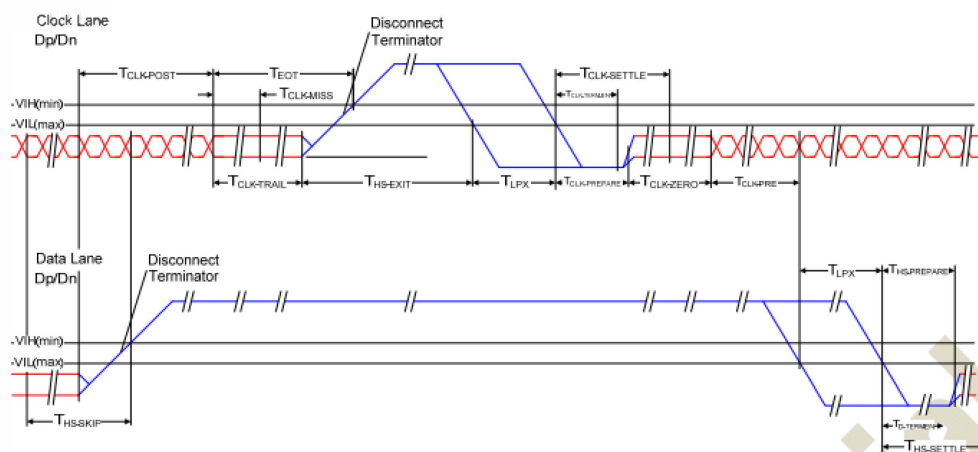 Clock Lane
Dp/Dn
Disconnect
Terminator
TCLK-POST
TEOT
TCLK-MISS
TCLK-SETTLE
TCLK-TERMEN
VIH(min)
VIL(max)
TCLK-TRAIL
THS-EXIT
TLPX
TCLK-PREPARE
TCLK-ZERO
TCLK-PRE
Data Lane
Dp/Dn
Disconnect
Terminator
TLPX
THS-PREPARE
VIH(min)
VIL(max)
THS-SKIP
TD-TERMEN
THS-SETTLE